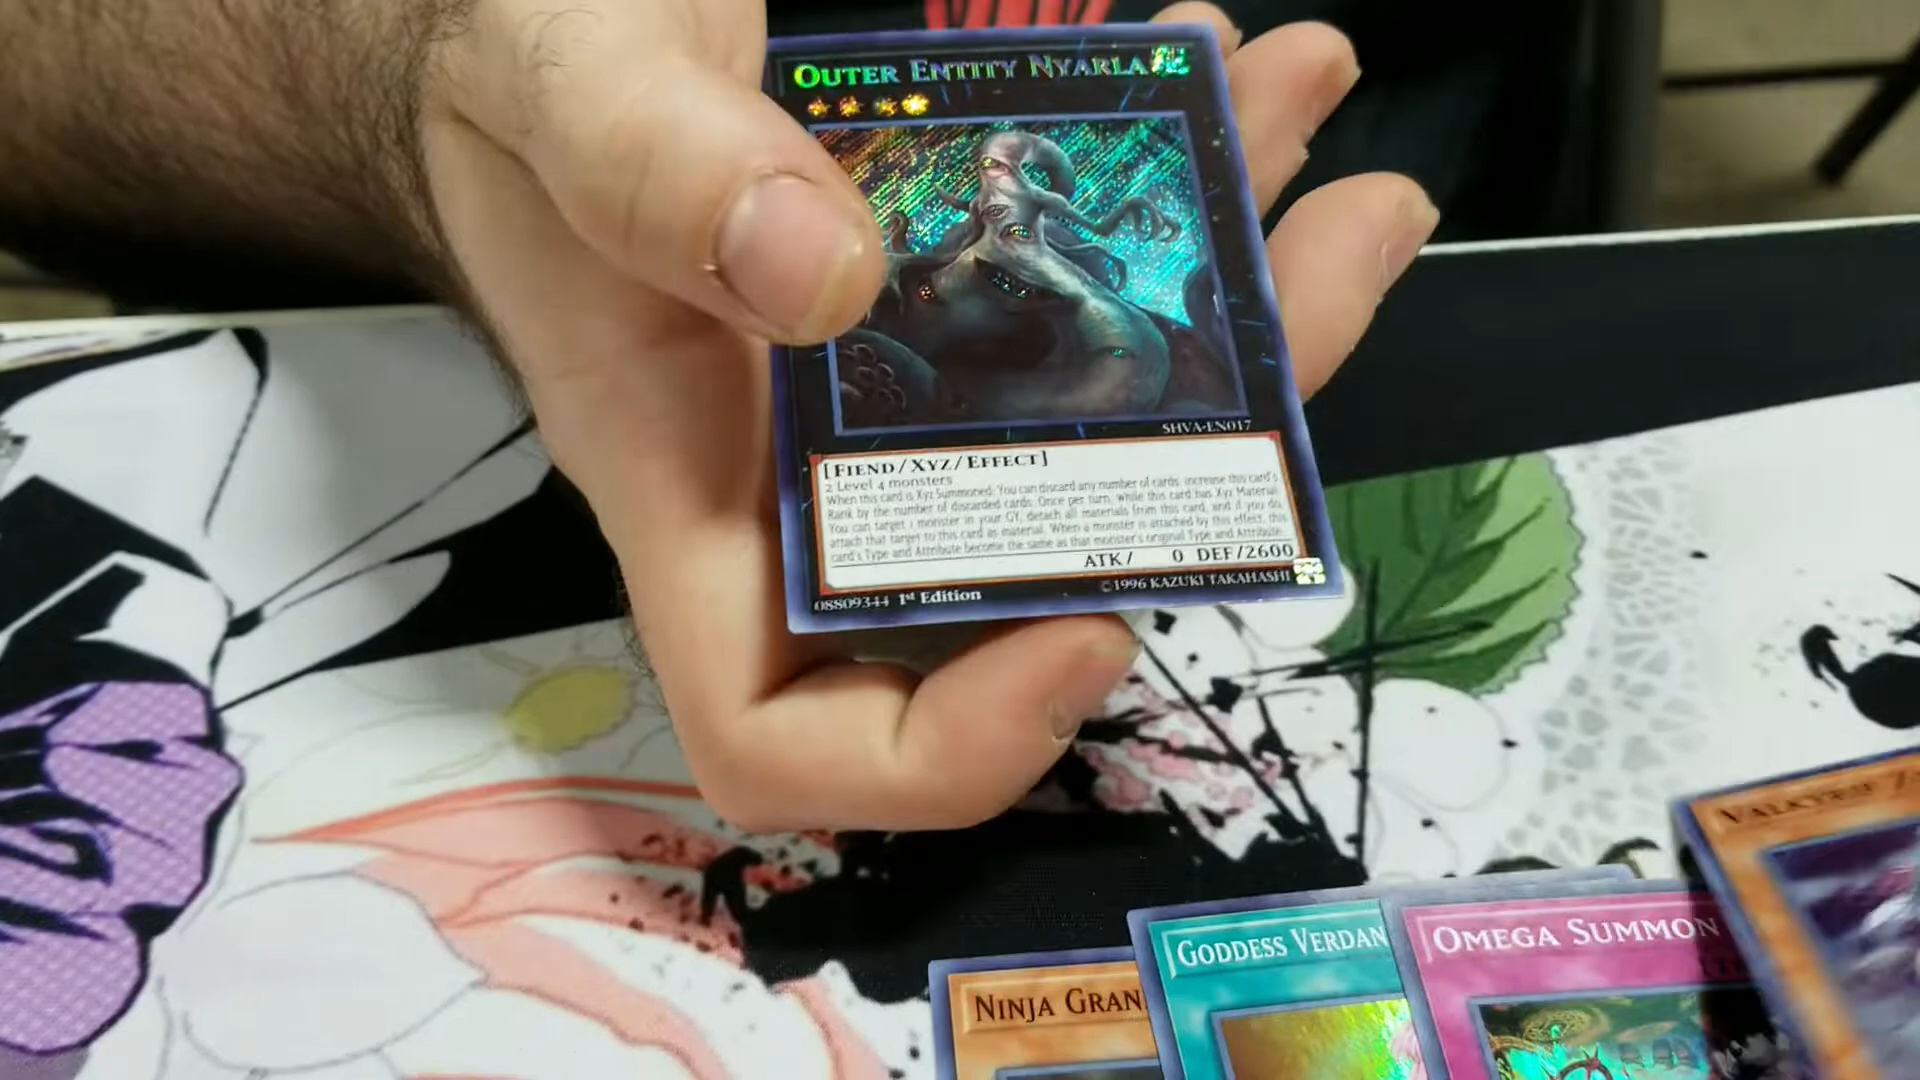 OUTER ENTITY NYARLA
SHVA-EN017
[FIEND/XYZ/EFFECT]
2 Level 4 monsters
When this card is Xyz Summoned: You can discard any number of cards; increase this card's
Rank by the number of discarded cards. Once per turn, while this card has Xyz Material:
You can target 1 monster in your GY; detach all materials from this card, and if you do,
attach that target to this card as material. When a monster is attached by this effect, this
card's Type and Attribute become the same as that monster's original Type and Attribute.
ATK/ 0 DEF/2600
08809344 1st Edition
©1996 KAZUKI TAKAHASHI
VALKYRIE
GODDESS VERDAN
OMEGA SUMMON
NINJA GRAN